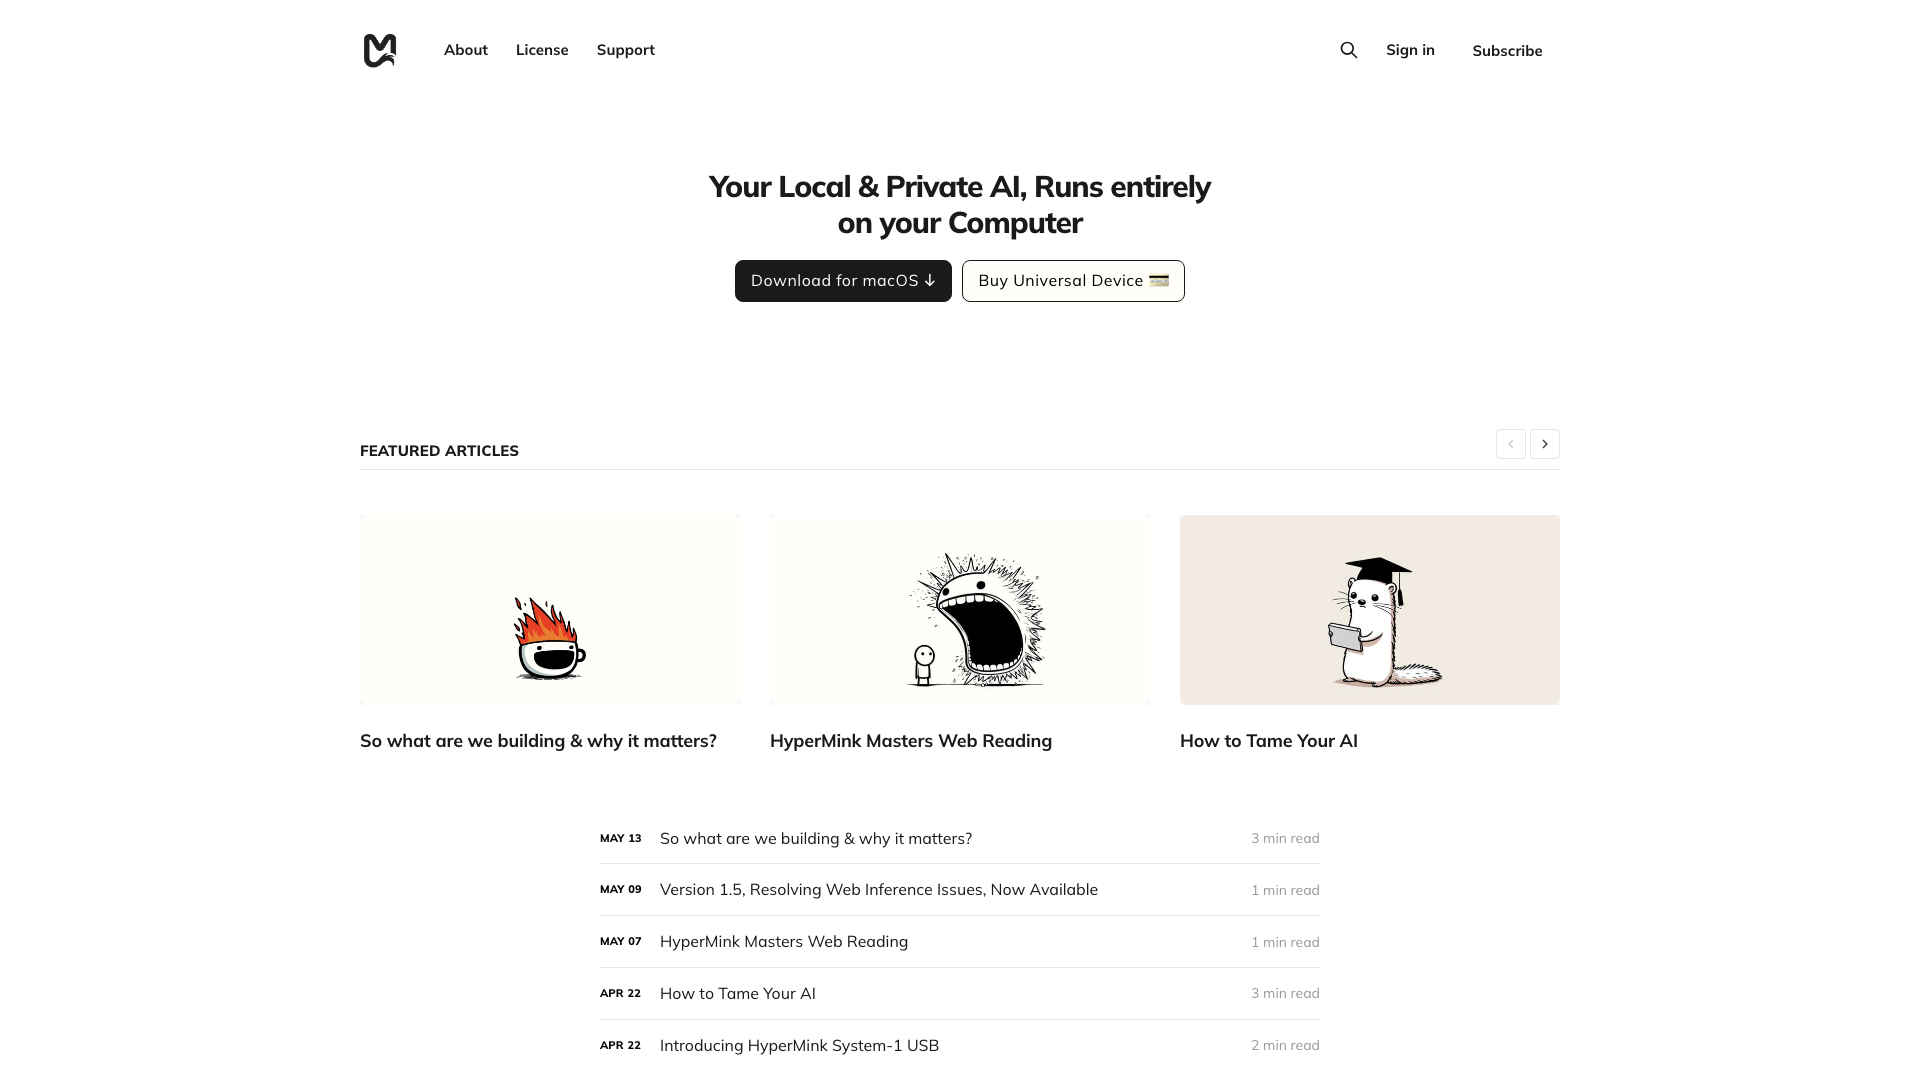 About License Support
Sign in Subscribe
Your Local & Private AI, Runs entirely
on your Computer
Download for macOS ↓
Buy Universal Device 💳
FEATURED ARTICLES
So what are we building & why it matters?
HyperMink Masters Web Reading
How to Tame Your AI
MAY 13 So what are we building & why it matters? 3 min read
MAY 09 Version 1.5, Resolving Web Inference Issues, Now Available 1 min read
MAY 07 HyperMink Masters Web Reading 1 min read
APR 22 How to Tame Your AI 3 min read
APR 22 Introducing HyperMink System-1 USB 2 min read